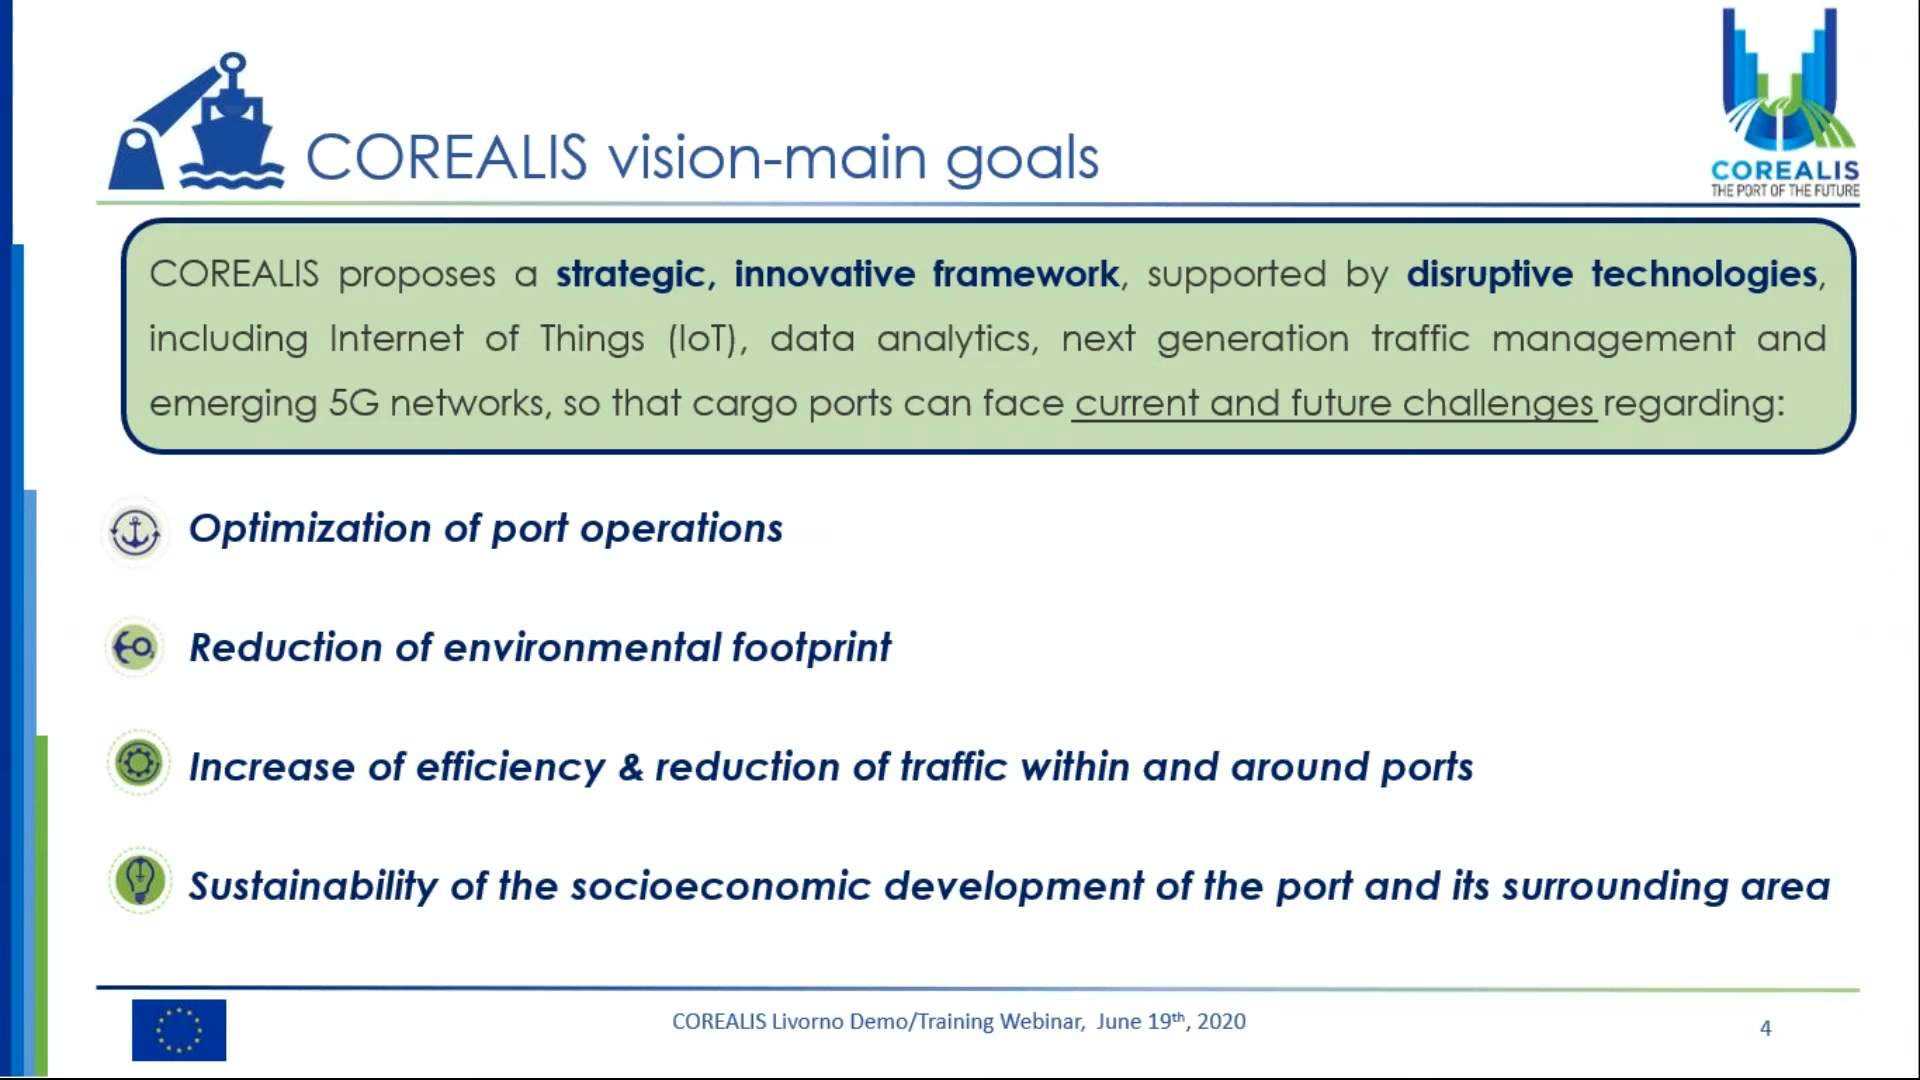 COREALIS vision-main goals
COREALIS
THE PORT OF THE FUTURE
COREALIS proposes a strategic, innovative framework, supported by disruptive technologies,
including Internet of Things (IoT), data analytics, next generation traffic management and
emerging 5G networks, so that cargo ports can face current and future challenges regarding:
Optimization of port operations
Reduction of environmental footprint
Increase of efficiency & reduction of traffic within and around ports
Sustainability of the socioeconomic development of the port and its surrounding area
COREALIS Livorno Demo/Training Webinar, June 19th, 2020
4